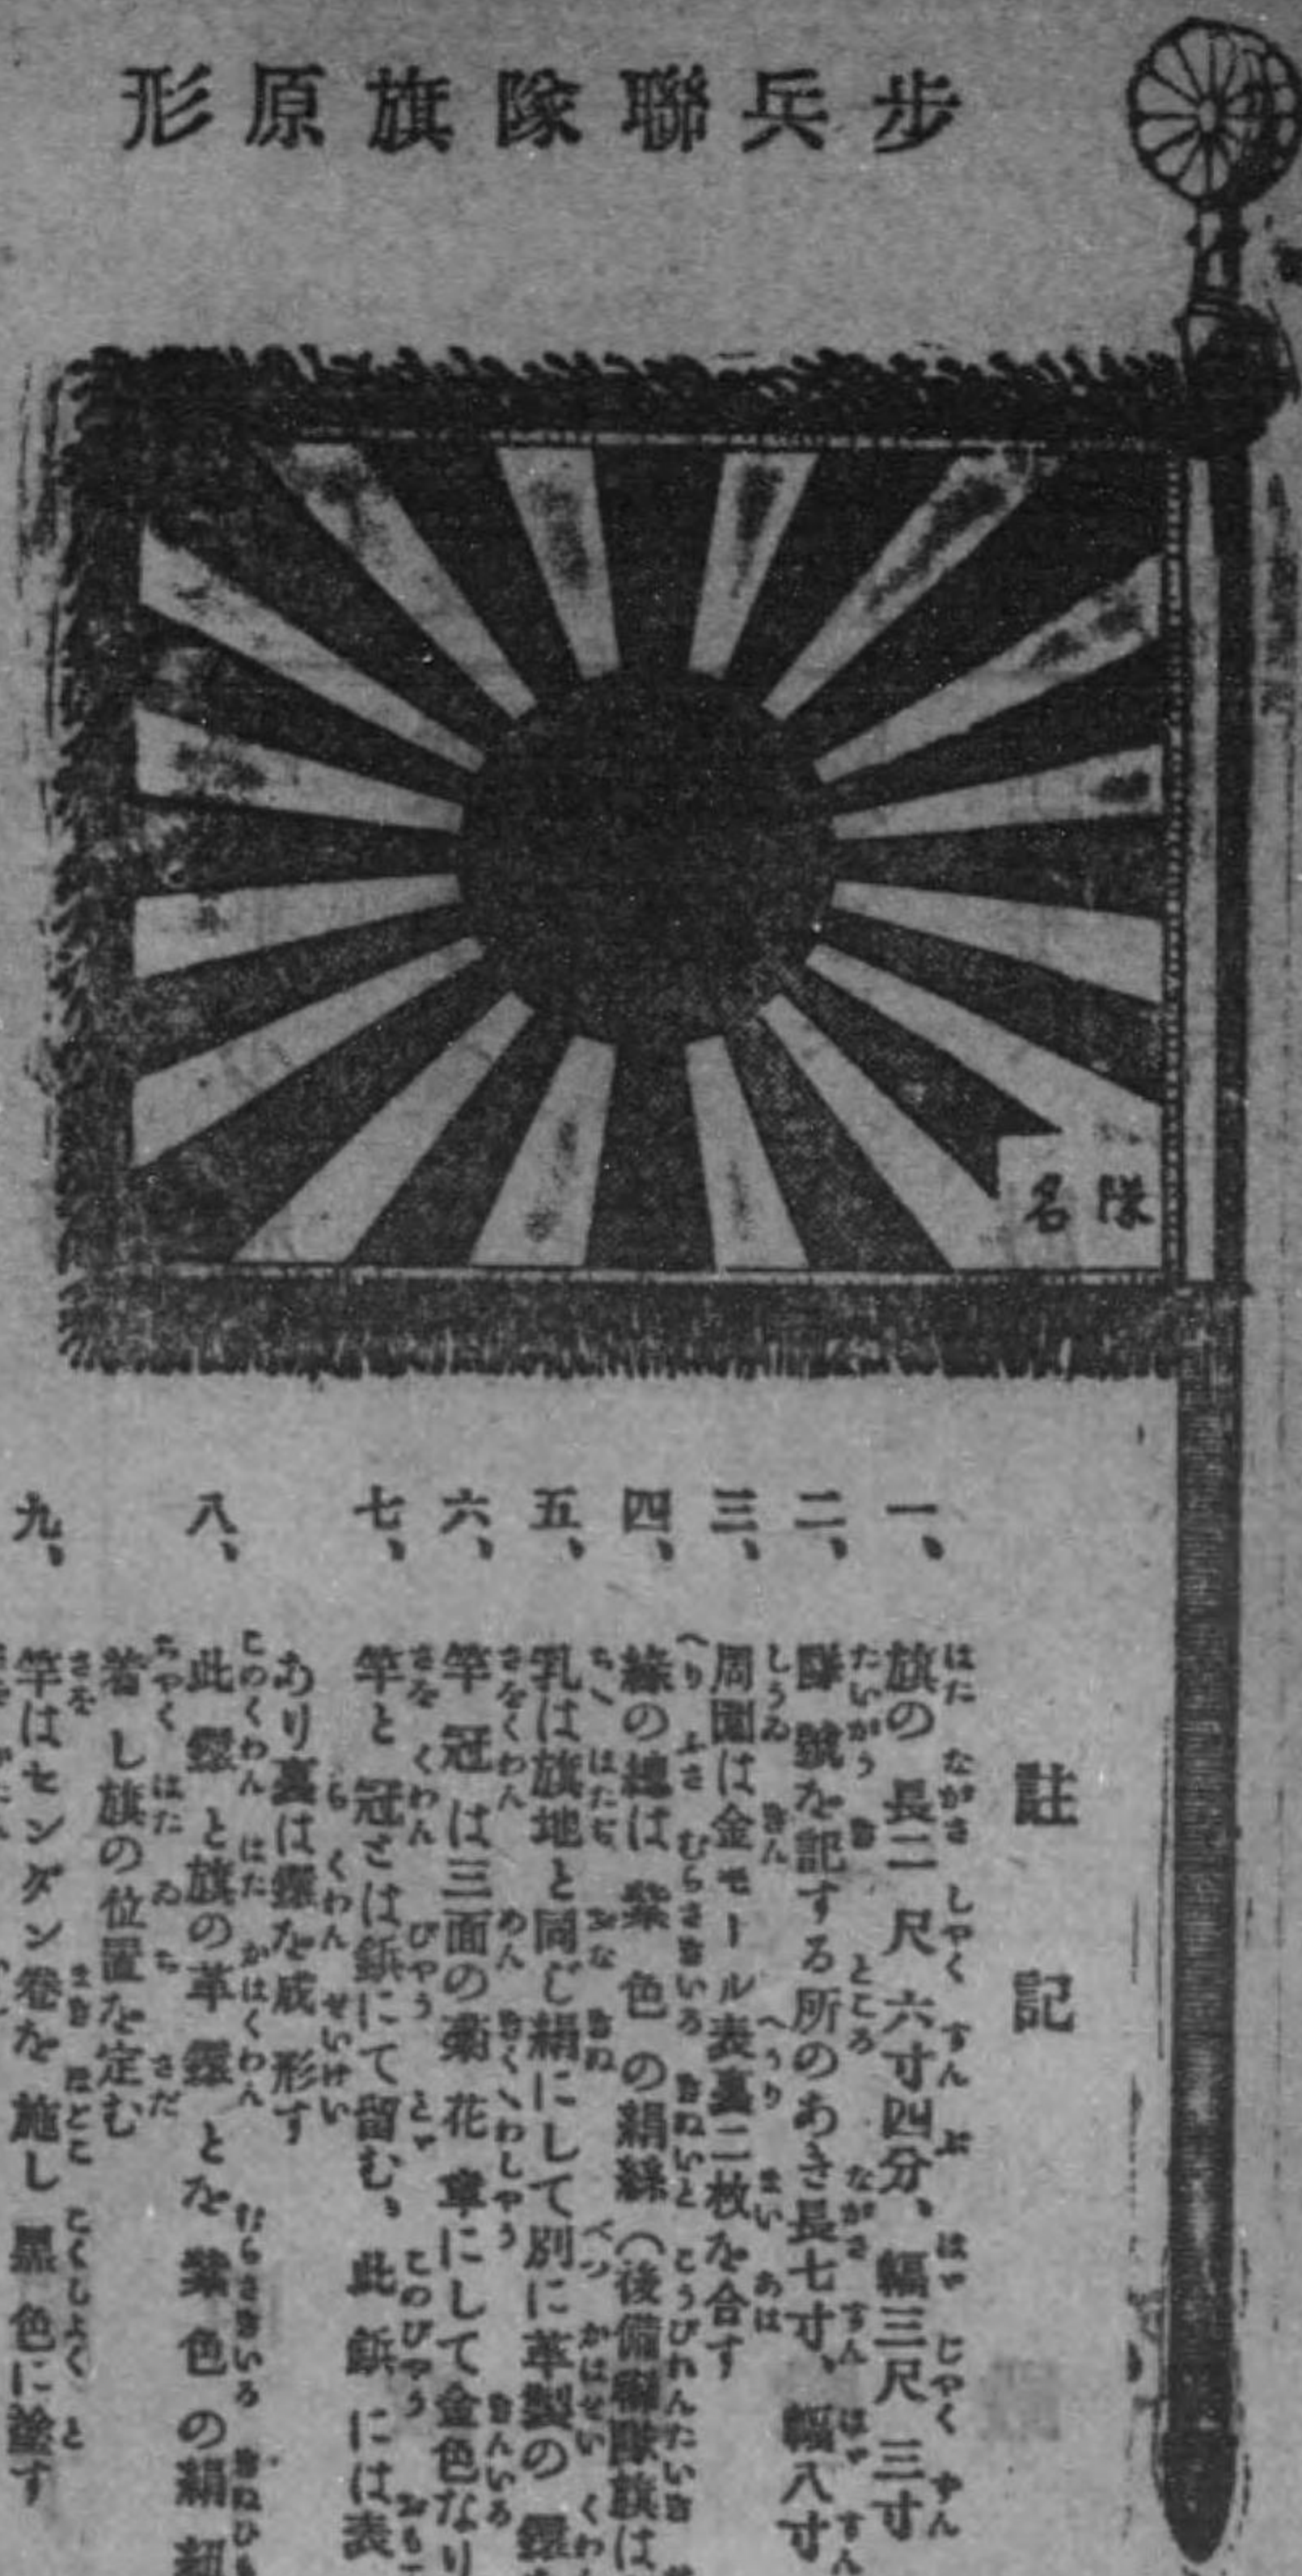 歩兵聯隊旗原形
隊名
註記
一、旗の長二尺六寸四分、幅三尺三寸
二、隊號を記する所のあき長七寸、幅八寸
三、周圍は金モール表裏二枚を合す
四、緣の總は紫色の絹綫（後備聯隊旗は
五、乳は旗地と同じ絹にして別に革製の鐶
六、竿冠は三面の菊花章にして金色なり
七、竿と冠とは鋲にて留む、此鋲には表
あり裏は鐶を成形す
八、此鐶と旗の革鐶とを紫色の絹紐
着し旗の位置を定む
九、竿はセンダン巻を施し黒色に塗す